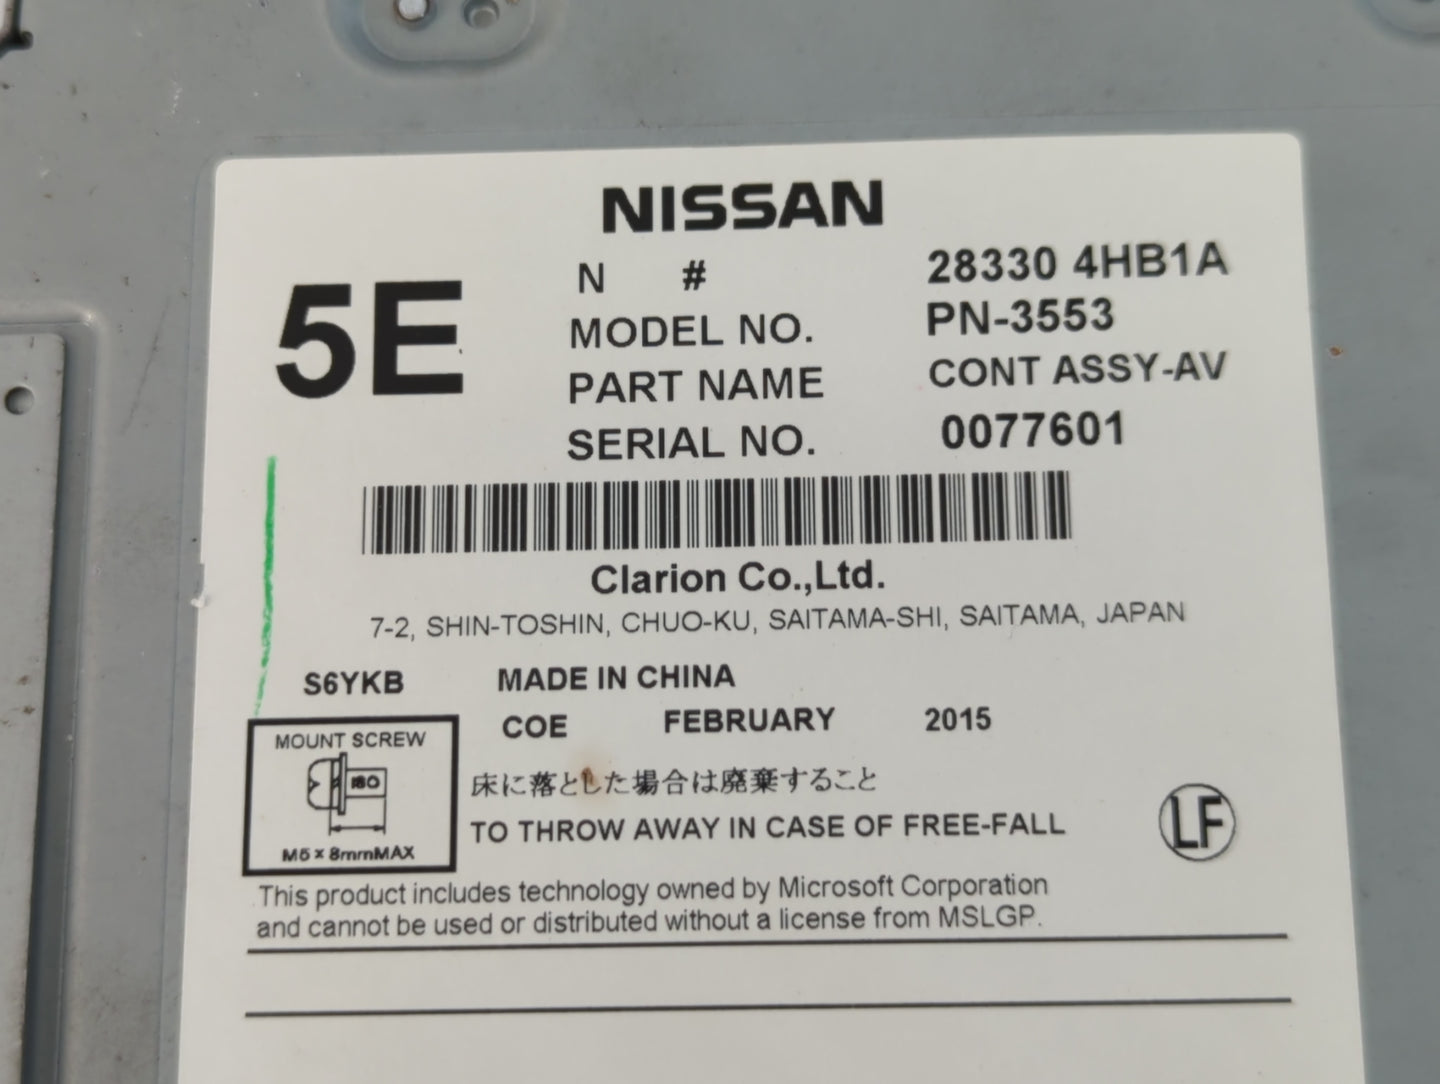 NISSAN
5E
N # 28330 4HB1A
MODEL NO. PN-3553
PART NAME CONT ASSY-AV
SERIAL NO. 0077601
Clarion Co.,Ltd.
7-2, SHIN-TOSHIN, CHUO-KU, SAITAMA-SHI, SAITAMA, JAPAN
S6YKB MADE IN CHINA
COE FEBRUARY 2015
MOUNT SCREW
ISO
M5 x 8mmMAX
床に落とした場合は廃棄すること
TO THROW AWAY IN CASE OF FREE-FALL
LF
This product includes technology owned by Microsoft Corporation
and cannot be used or distributed without a license from MSLGP.